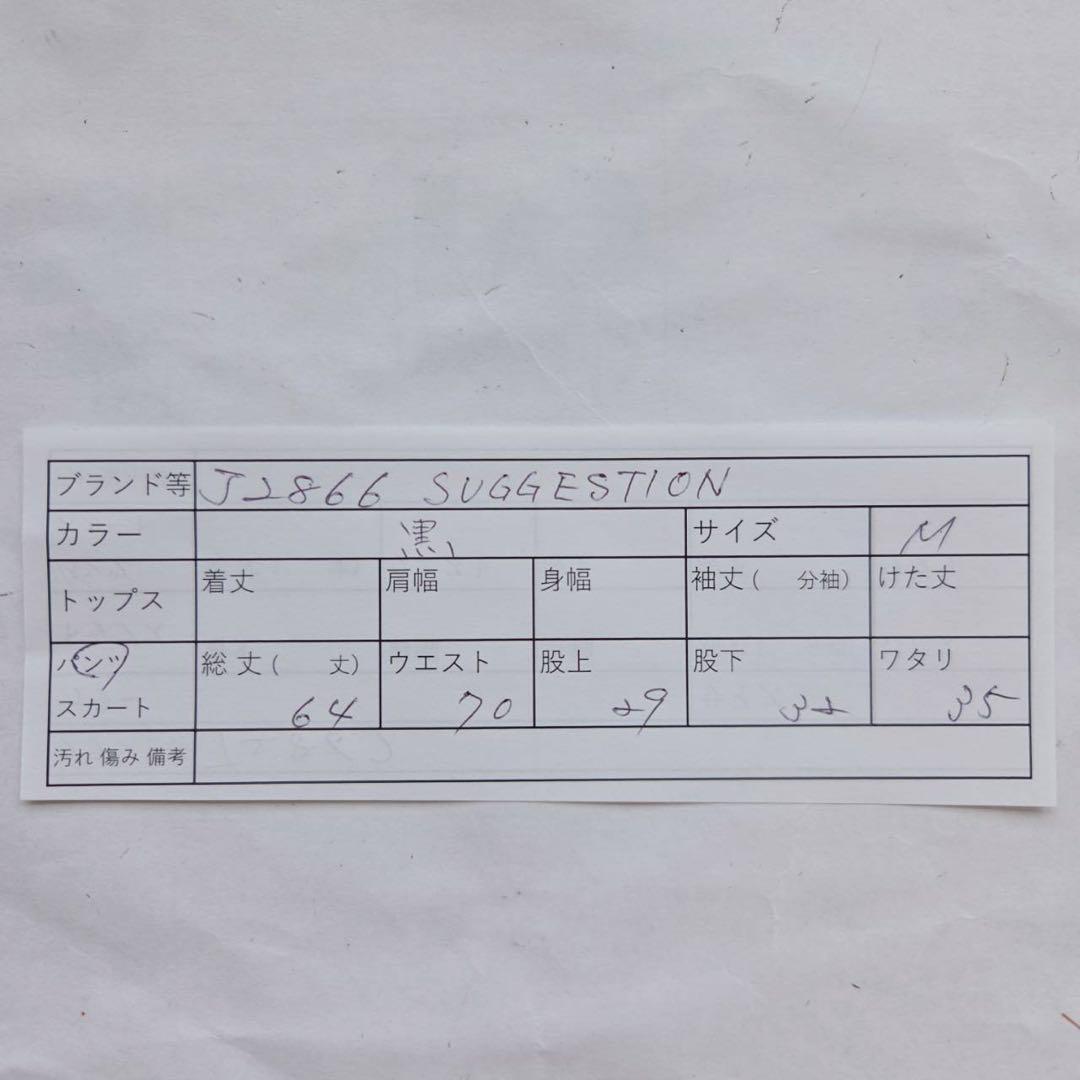 ブランド等 J2866 SUGGESTION
カラー 黒 サイズ M
トップス 着丈 肩幅 身幅 袖丈( 分袖) けた丈
パンツ 総丈( 丈) ウエスト 股上 股下 ワタリ
スカート 64 70 29 32 35
汚れ 傷み 備考